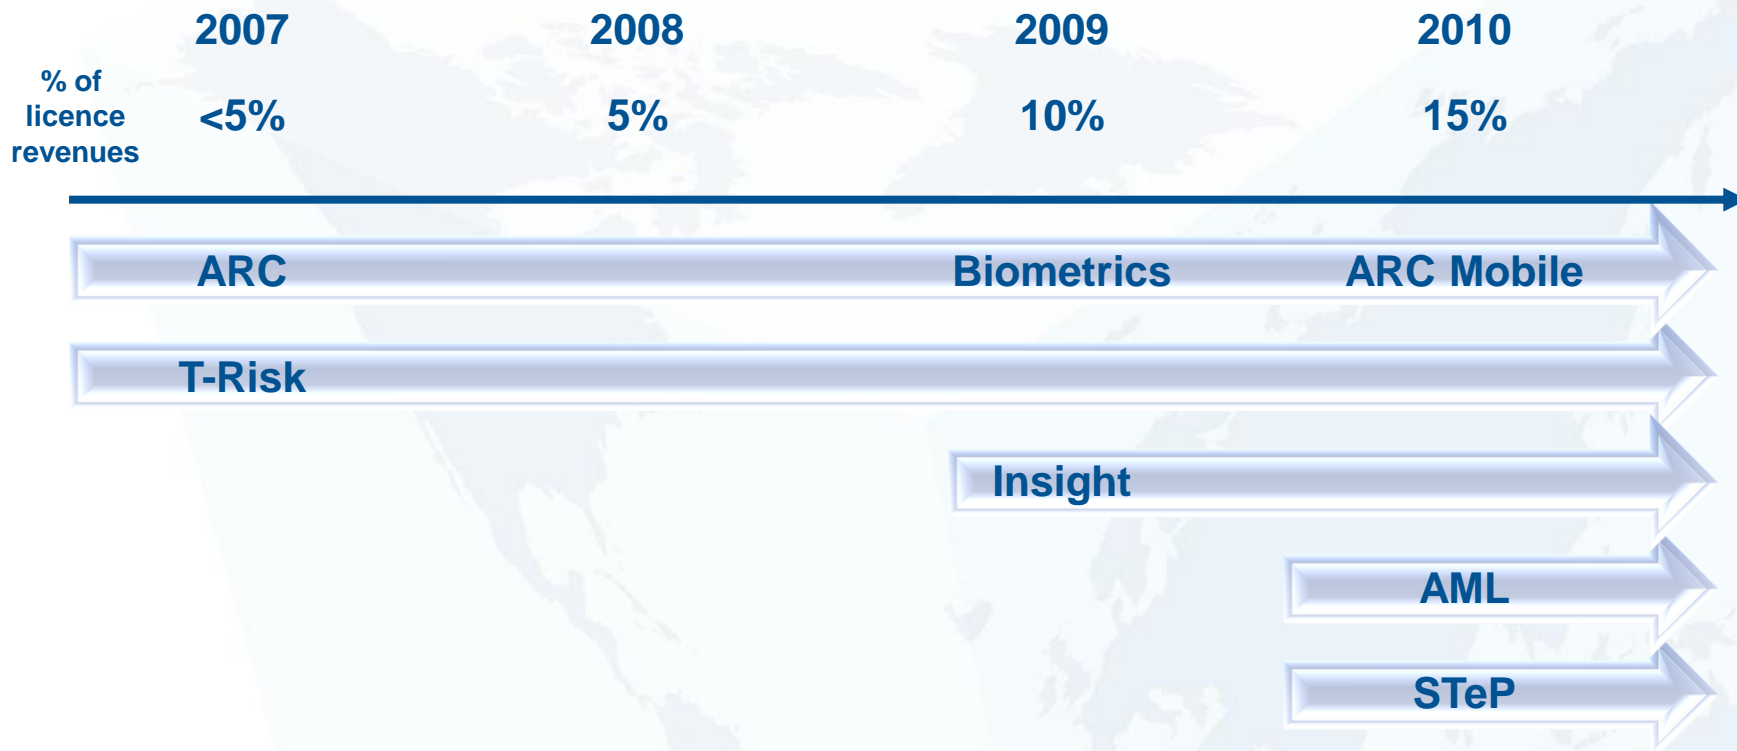 2007 2008 2009 2010
% of
licence
revenues
<5% 5% 10% 15%
ARC Biometrics ARC Mobile
T-Risk
Insight
AML
STeP